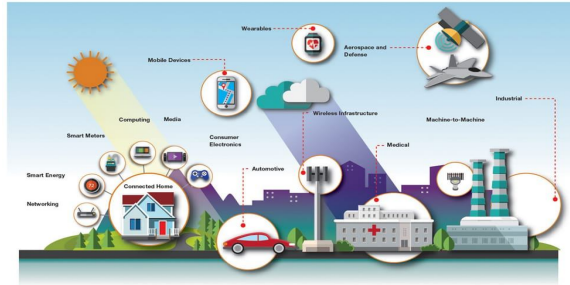 Wearables
Aerospace and
Defense
Mobile Devices
Industrial
Computing
Media
Wireless Infrastructure
Machine-to-Machine
Smart Meters
Consumer
Electronics
Medical
Automotive
Smart Energy
Connected Home
Networking